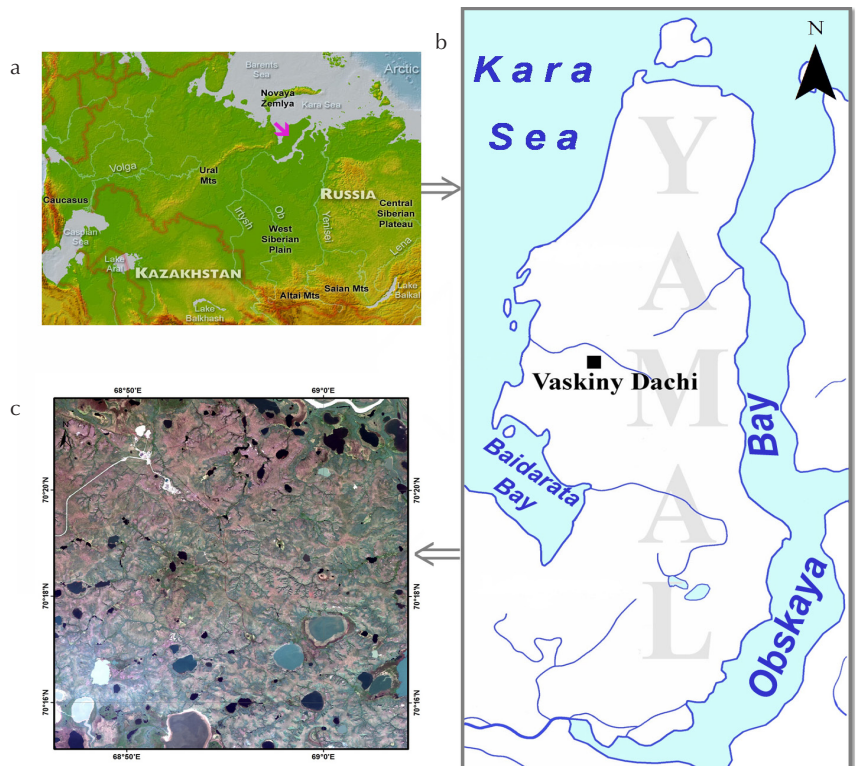 a
Barents
Sea
Arctic
Novaya
Zemlya
Kara Sea
Volga
Ural
Mts
RUSSIA
Caucasus
Irtysh
Ob
Yenisei
Central
Siberian
Plateau
West
Siberian
Plain
Caspian
Sea
Lena
Lake
Aral
KAZAKHSTAN
Lake
Balkhash
Altai Mts
Saian Mts
Lake
Baikal
b
N
Kara
Sea
YAMAL
Vaskiny Dachi
Baidarata
Bay
Obskaya Bay
c
68°50'E
69°0'E
N
70°20'N
70°20'N
70°18'N
70°18'N
70°16'N
70°16'N
68°50'E
69°0'E